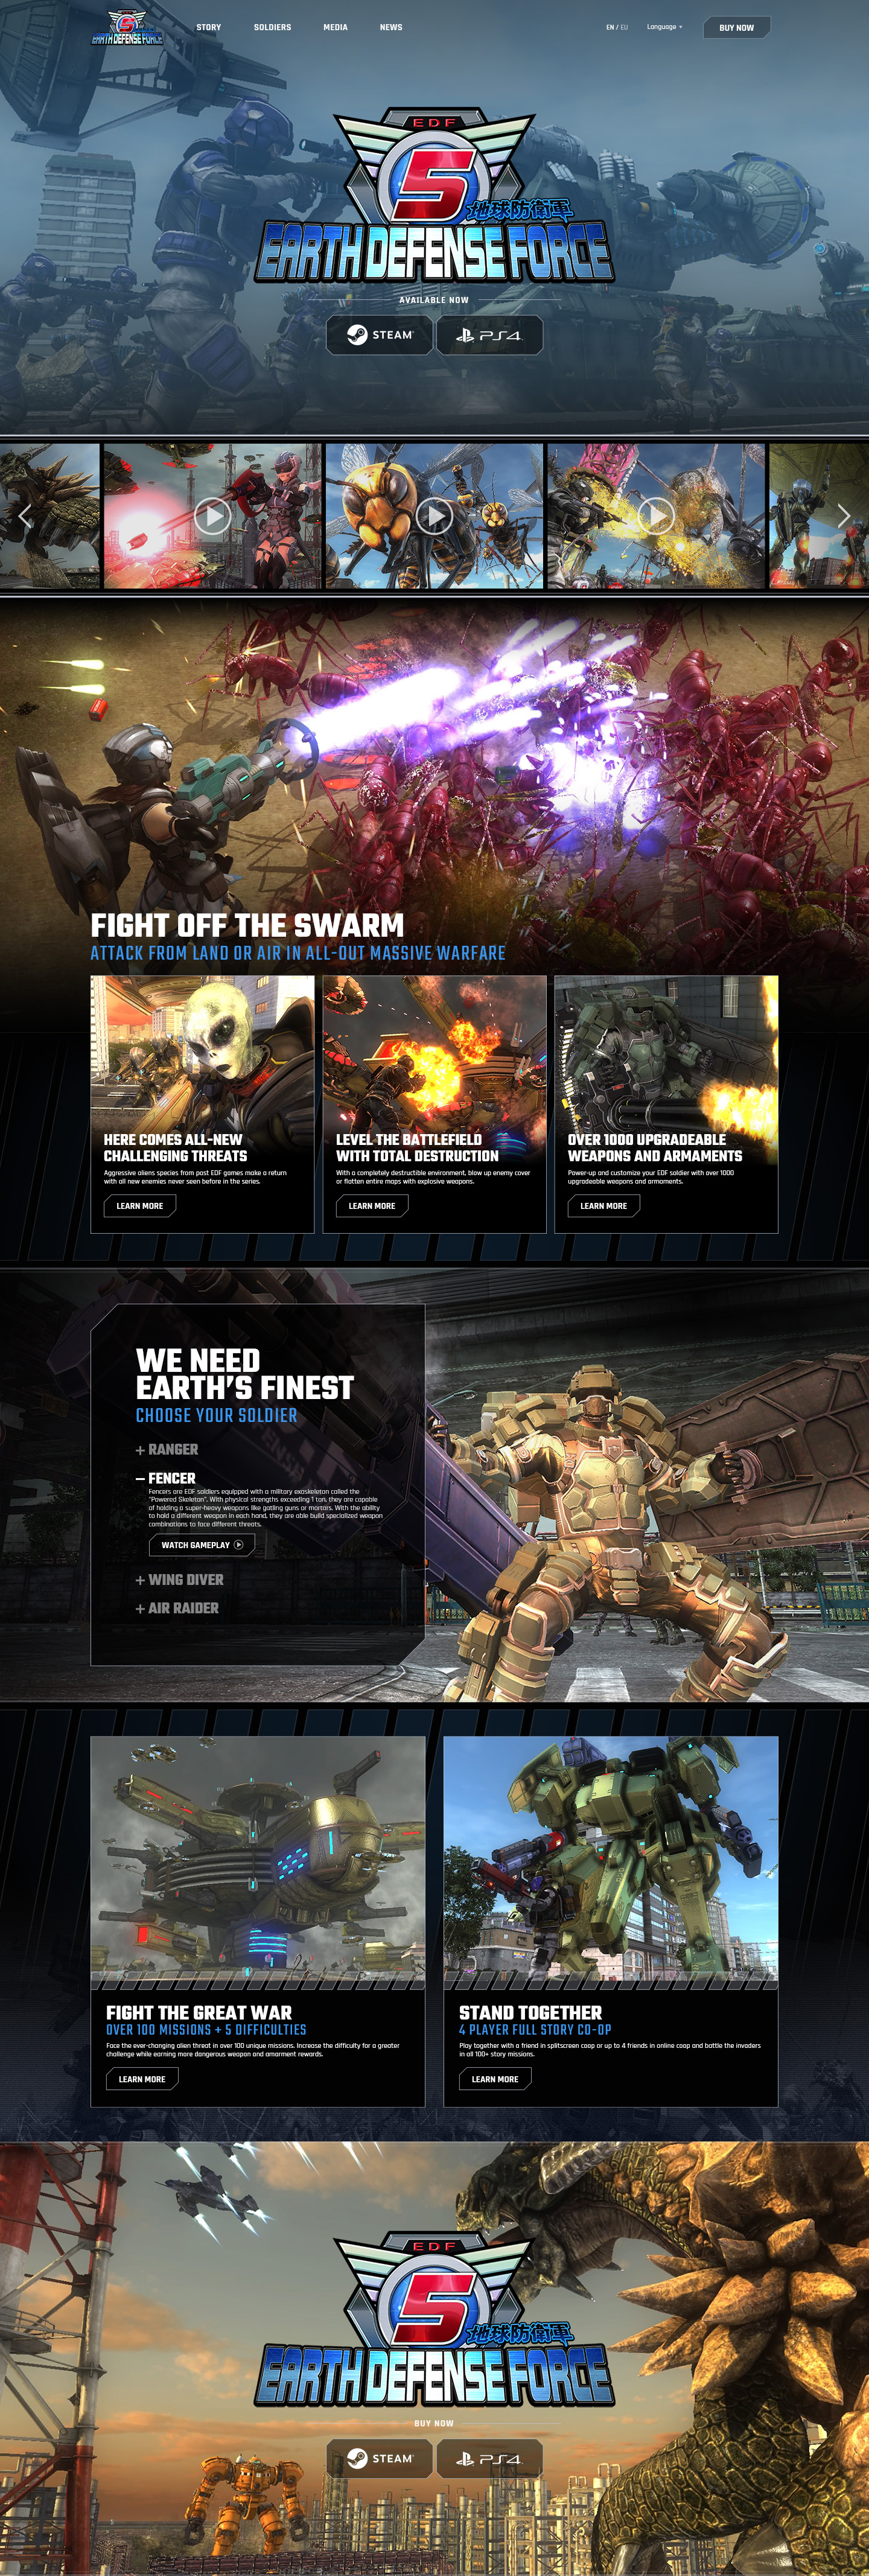 EDF
5
EARTH DEFENSE FORCE
STORY
SOLDIERS
MEDIA
NEWS
EN / EU
Language
BUY NOW
EDF
5
地球防衛軍
EARTH DEFENSE FORCE
AVAILABLE NOW
STEAM
PS4
FIGHT OFF THE SWARM
ATTACK FROM LAND OR AIR IN ALL-OUT MASSIVE WARFARE
HERE COMES ALL-NEW
CHALLENGING THREATS
Aggressive aliens species from past EDF games make a return
with all new enemies never seen before in the series.
LEARN MORE
LEVEL THE BATTLEFIELD
WITH TOTAL DESTRUCTION
With a completely destructible environment, blow up enemy cover
or flatten entire maps with explosive weapons.
LEARN MORE
OVER 1000 UPGRADEABLE
WEAPONS AND ARMAMENTS
Power-up and customize your EDF soldier with over 1000
upgradeable weapons and armaments.
LEARN MORE
WE NEED
EARTH'S FINEST
CHOOSE YOUR SOLDIER
+ RANGER
– FENCER
Fencers are EDF soldiers equipped with a military exoskeleton called the
"Powered Skeleton". With physical strengths exceeding 1 ton, they are capable
of holding a super-heavy weapons like gatling guns or mortars. With the ability
to hold a different weapon in each hand, they are able build specialized weapon
combinations to face different threats.
WATCH GAMEPLAY
+ WING DIVER
+ AIR RAIDER
FIGHT THE GREAT WAR
OVER 100 MISSIONS + 5 DIFFICULTIES
Face the ever-changing alien threat in over 100 unique missions. Increase the difficulty for a greater
challenge while earning more dangerous weapon and amarment rewards.
LEARN MORE
STAND TOGETHER
4 PLAYER FULL STORY CO-OP
Play together with a friend in splitscreen coop or up to 4 friends in online coop and battle the invaders
in all 100+ story missions.
LEARN MORE
EDF
5
地球防衛軍
EARTH DEFENSE FORCE
BUY NOW
STEAM
PS4